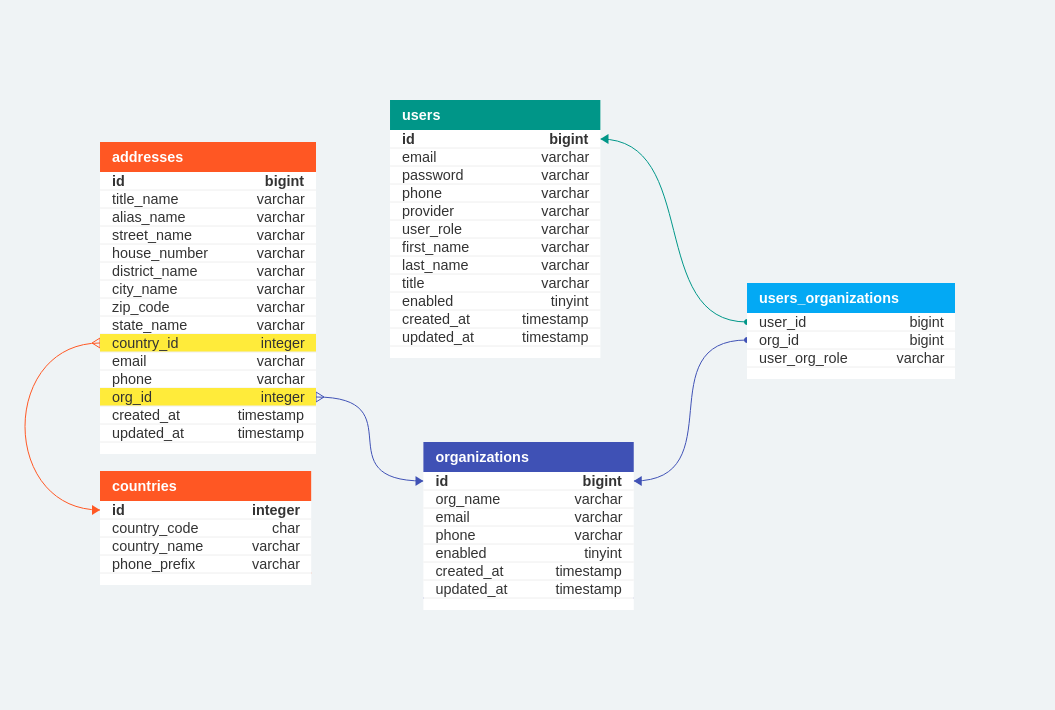 users
id bigint
email varchar
password varchar
phone varchar
provider varchar
user_role varchar
first_name varchar
last_name varchar
title varchar
enabled tinyint
created_at timestamp
updated_at timestamp
addresses
id bigint
title_name varchar
alias_name varchar
street_name varchar
house_number varchar
district_name varchar
city_name varchar
zip_code varchar
state_name varchar
country_id integer
email varchar
phone varchar
org_id integer
created_at timestamp
updated_at timestamp
users_organizations
user_id bigint
org_id bigint
user_org_role varchar
organizations
id bigint
org_name varchar
email varchar
phone varchar
enabled tinyint
created_at timestamp
updated_at timestamp
countries
id integer
country_code char
country_name varchar
phone_prefix varchar